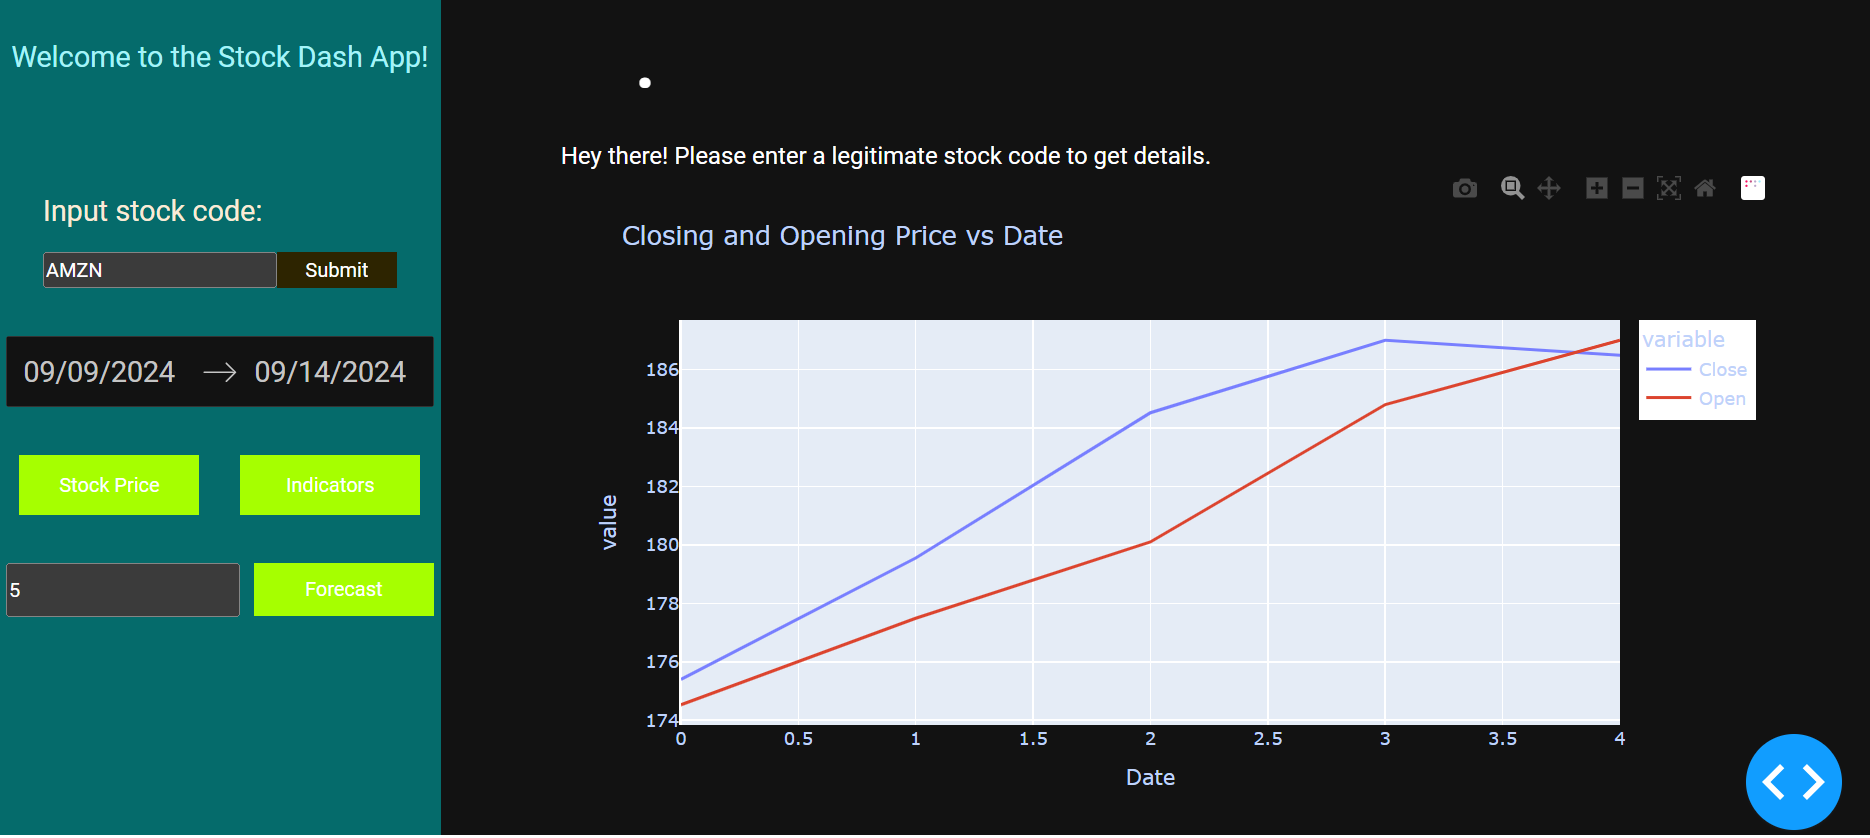 Welcome to the Stock Dash App!
Input stock code:
AMZN
Submit
09/09/2024 → 09/14/2024
Stock Price
Indicators
5
Forecast
Hey there! Please enter a legitimate stock code to get details.
Closing and Opening Price vs Date
variable
Close
Open
186
184
182
180
178
176
174
value
0 0.5 1 1.5 2 2.5 3 3.5 4
Date